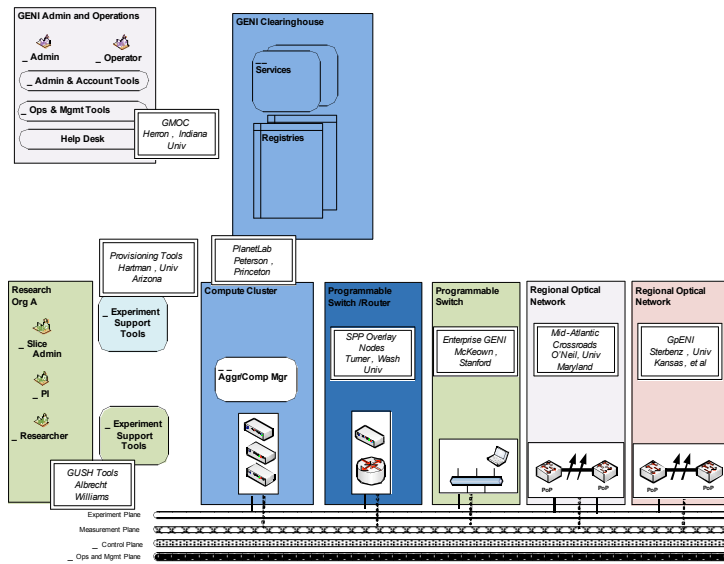 GENI Admin and Operations
_ Admin
_ Operator
_ Admin & Account Tools
_ Ops & Mgmt Tools
Help Desk
GMOC
Herron , Indiana
Univ
GENI Clearinghouse
_ _
Services
Registries
Provisioning Tools
Hartman , Univ
Arizona
PlanetLab
Peterson ,
Princeton
Research
Org A
_ Slice
Admin
_ PI
_ Researcher
_ Experiment
Support
Tools
_ Experiment
Support
Tools
GUSH Tools
Albrecht
Williams
Compute Cluster
_ _
Aggr/Comp Mgr
Programmable
Switch /Router
SPP Overlay
Nodes
Turner , Wash
Univ
Programmable
Switch
Enterprise GENI
McKeown ,
Stanford
Regional Optical
Network
Mid-Atlantic
Crossroads
O'Neil, Univ
Maryland
PoP
PoP
Regional Optical
Network
GpENI
Sterbenz , Univ
Kansas, et al
PoP
PoP
Experiment Plane
Measurement Plane
_ Control Plane
_ Ops and Mgmt Plane